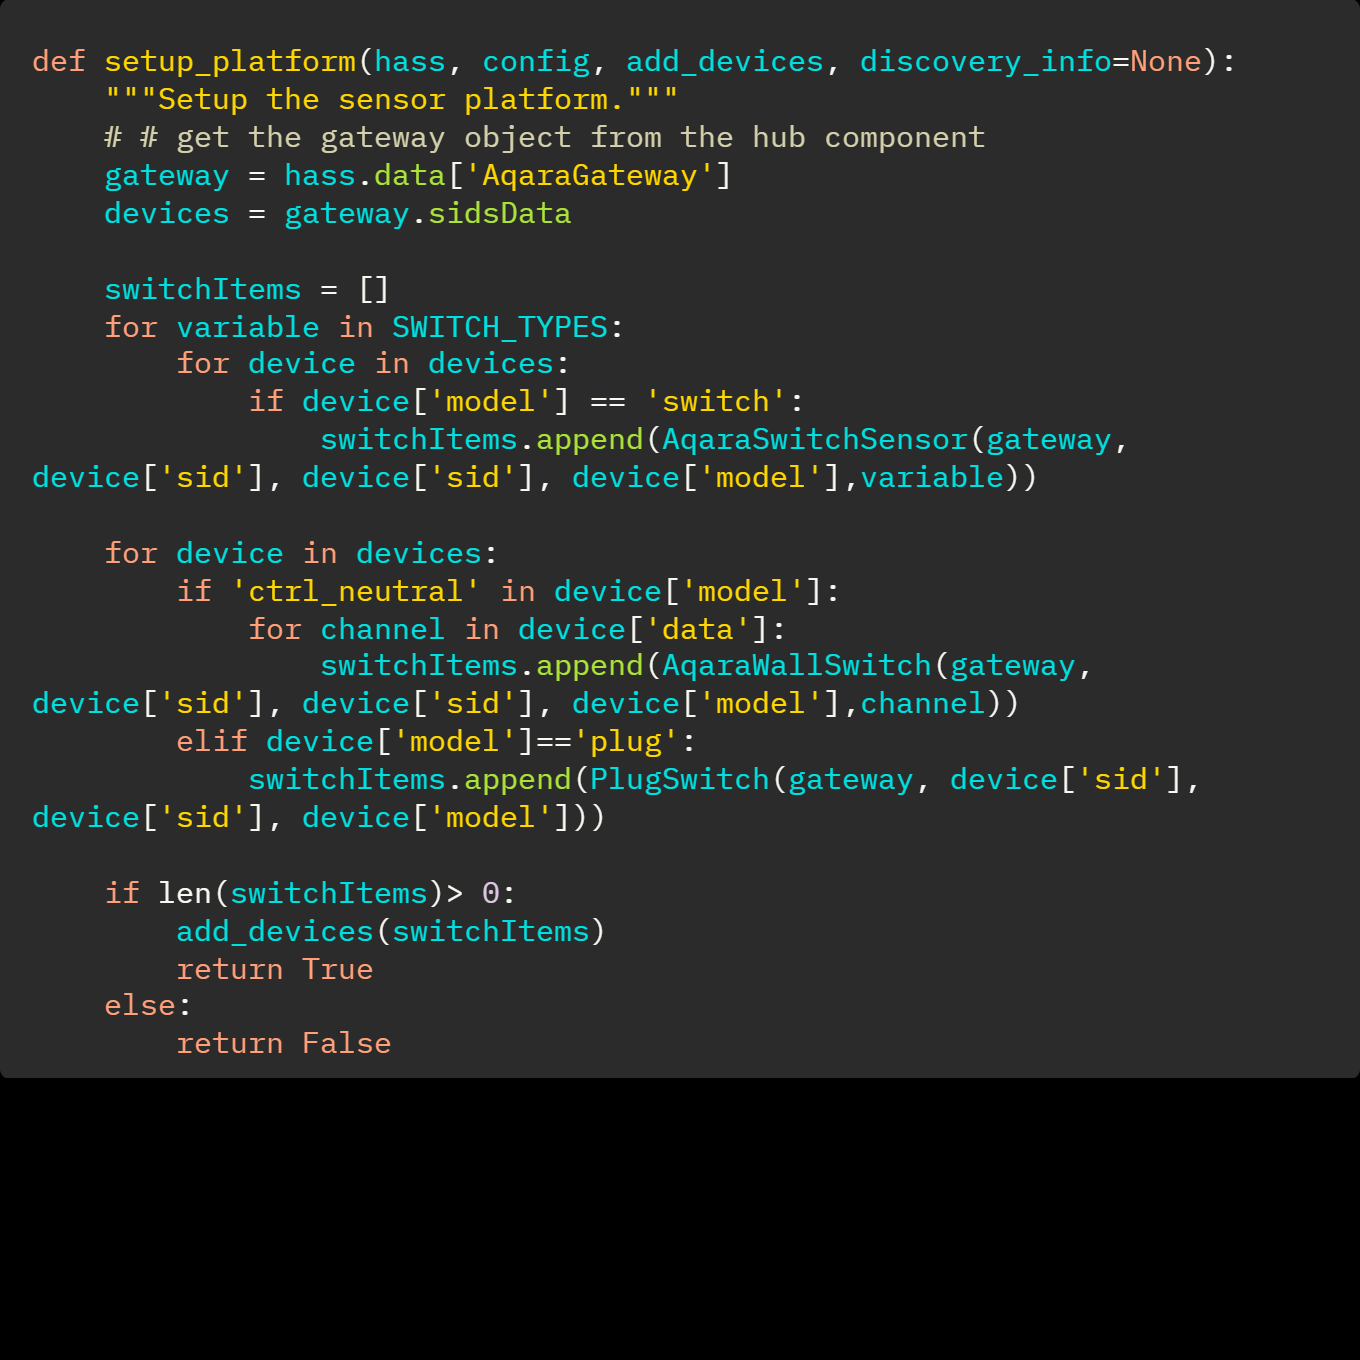 def setup_platform(hass, config, add_devices, discovery_info=None):
    """Setup the sensor platform."""
    # # get the gateway object from the hub component
    gateway = hass.data['AqaraGateway']
    devices = gateway.sidsData

    switchItems = []
    for variable in SWITCH_TYPES:
        for device in devices:
            if device['model'] == 'switch':
                switchItems.append(AqaraSwitchSensor(gateway,
device['sid'], device['sid'], device['model'],variable))

    for device in devices:
        if 'ctrl_neutral' in device['model']:
            for channel in device['data']:
                switchItems.append(AqaraWallSwitch(gateway,
device['sid'], device['sid'], device['model'],channel))
        elif device['model']=='plug':
            switchItems.append(PlugSwitch(gateway, device['sid'],
device['sid'], device['model']))

    if len(switchItems)> 0:
        add_devices(switchItems)
        return True
    else:
        return False